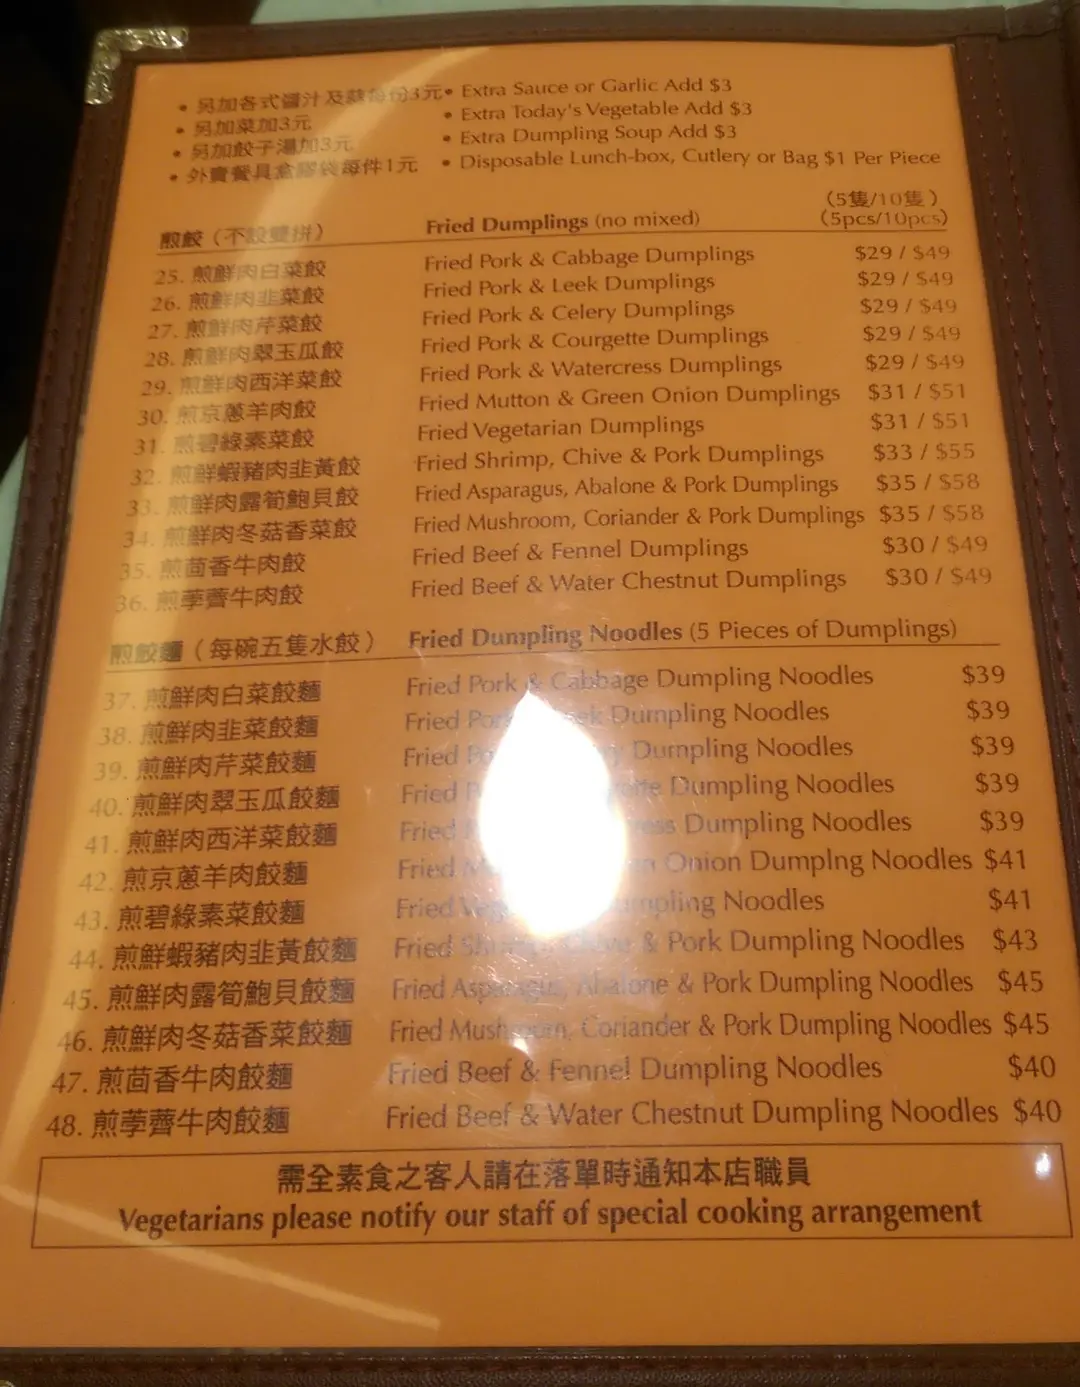 • 另加各式醬汁及蒜每份3元 • Extra Sauce or Garlic Add $3
• 另加菜加3元 • Extra Today's Vegetable Add $3
• 另加餃子湯加3元 • Extra Dumpling Soup Add $3
• 外賣餐具盒膠袋每件1元 • Disposable Lunch-box, Cutlery or Bag $1 Per Piece
(5隻/10隻)
煎餃 (不設雙拼) Fried Dumplings (no mixed) (5pcs/10pcs)
25. 煎鮮肉白菜餃 Fried Pork & Cabbage Dumplings $29 / $49
26. 煎鮮肉韭菜餃 Fried Pork & Leek Dumplings $29 / $49
27. 煎鮮肉芹菜餃 Fried Pork & Celery Dumplings $29 / $49
28. 煎鮮肉翠玉瓜餃 Fried Pork & Courgette Dumplings $29 / $49
29. 煎鮮肉西洋菜餃 Fried Pork & Watercress Dumplings $29 / $49
30. 煎京蔥羊肉餃 Fried Mutton & Green Onion Dumplings $31 / $51
31. 煎碧綠素菜餃 Fried Vegetarian Dumplings $31 / $51
32. 煎鮮蝦豬肉韭黃餃 Fried Shrimp, Chive & Pork Dumplings $33 / $55
33. 煎鮮肉露筍鮑貝餃 Fried Asparagus, Abalone & Pork Dumplings $35 / $58
34. 煎鮮肉冬菇香菜餃 Fried Mushroom, Coriander & Pork Dumplings $35 / $58
35. 煎茴香牛肉餃 Fried Beef & Fennel Dumplings $30 / $49
36. 煎荸薺牛肉餃 Fried Beef & Water Chestnut Dumplings $30 / $49
煎餃麵 (每碗五隻水餃) Fried Dumpling Noodles (5 Pieces of Dumplings)
37. 煎鮮肉白菜餃麵 Fried Pork & Cabbage Dumpling Noodles $39
38. 煎鮮肉韭菜餃麵 Fried Dumpling Noodles $39
39. 煎鮮肉芹菜餃麵 Fried Dumpling Noodles $39
40. 煎鮮肉翠玉瓜餃麵 Fried Dumpling Noodles $39
41. 煎鮮肉西洋菜餃麵 Fried Dumpling Noodles $39
42. 煎京蔥羊肉餃麵 Fried Onion Dumplng Noodles $41
43. 煎碧綠素菜餃麵 Fried Dumpling Noodles $41
44. 煎鮮蝦豬肉韭黃餃麵 Fried Shrimp, Chive & Pork Dumpling Noodles $43
45. 煎鮮肉露筍鮑貝餃麵 Fried Asparagus, Abalone & Pork Dumpling Noodles $45
46. 煎鮮肉冬菇香菜餃麵 Fried Mushroom, Coriander & Pork Dumpling Noodles $45
47. 煎茴香牛肉餃麵 Fried Beef & Fennel Dumpling Noodles $40
48. 煎荸薺牛肉餃麵 Fried Beef & Water Chestnut Dumpling Noodles $40
需全素食之客人請在落單時通知本店職員
Vegetarians please notify our staff of special cooking arrangement